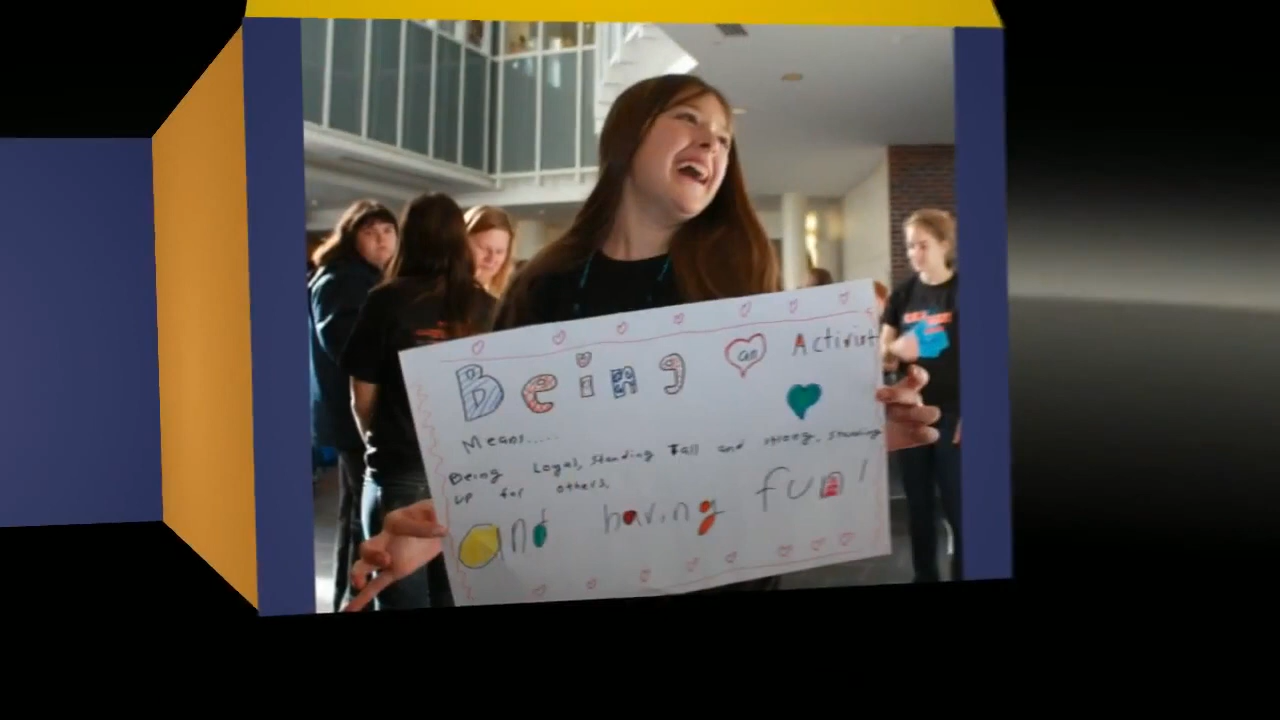 Being an Activist
Means.....
Being Loyal, Standing Tall and strong, standing
up for others,
and having fun!